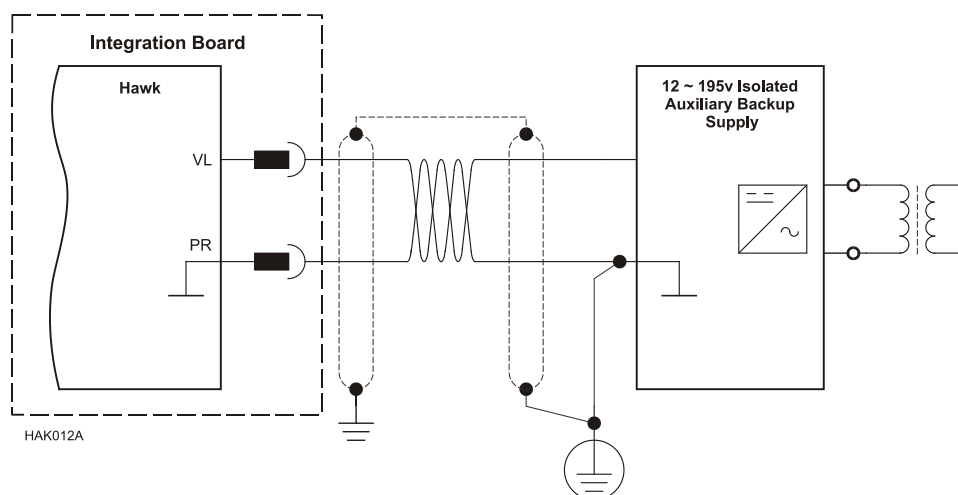 Integration Board
Hawk
VL
PR
12 ~ 195v Isolated
Auxiliary Backup
Supply
HAK012A